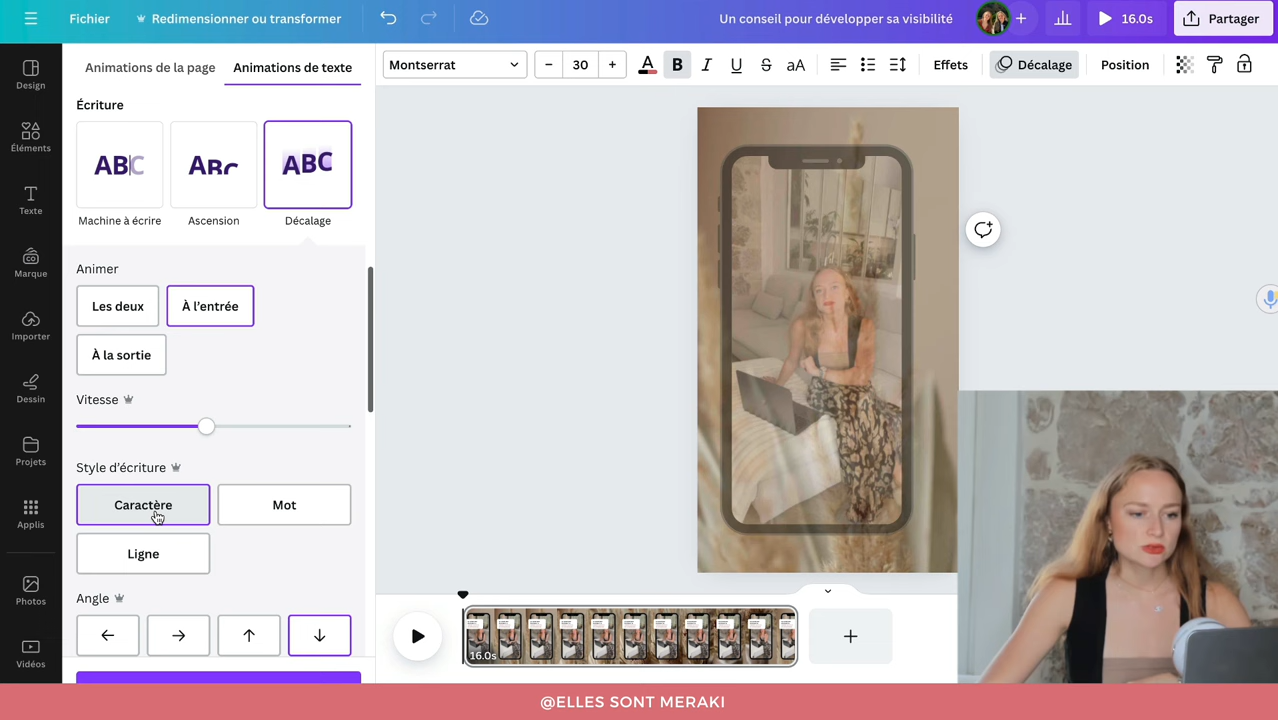 Fichier
Redimensionner ou transformer
Un conseil pour développer sa visibilité
16.0s
Partager
Animations de la page
Animations de texte
Montserrat
30
B
I
U
S
aA
Effets
Décalage
Position
Design
Éléments
Texte
Marque
Importer
Dessin
Projets
Applis
Photos
Vidéos
Écriture
ABC
ABC
ABC
Machine à écrire
Ascension
Décalage
Animer
Les deux
À l'entrée
À la sortie
Vitesse
Style d'écriture
Caractère
Mot
Ligne
Angle
16.0s
@ELLES SONT MERAKI